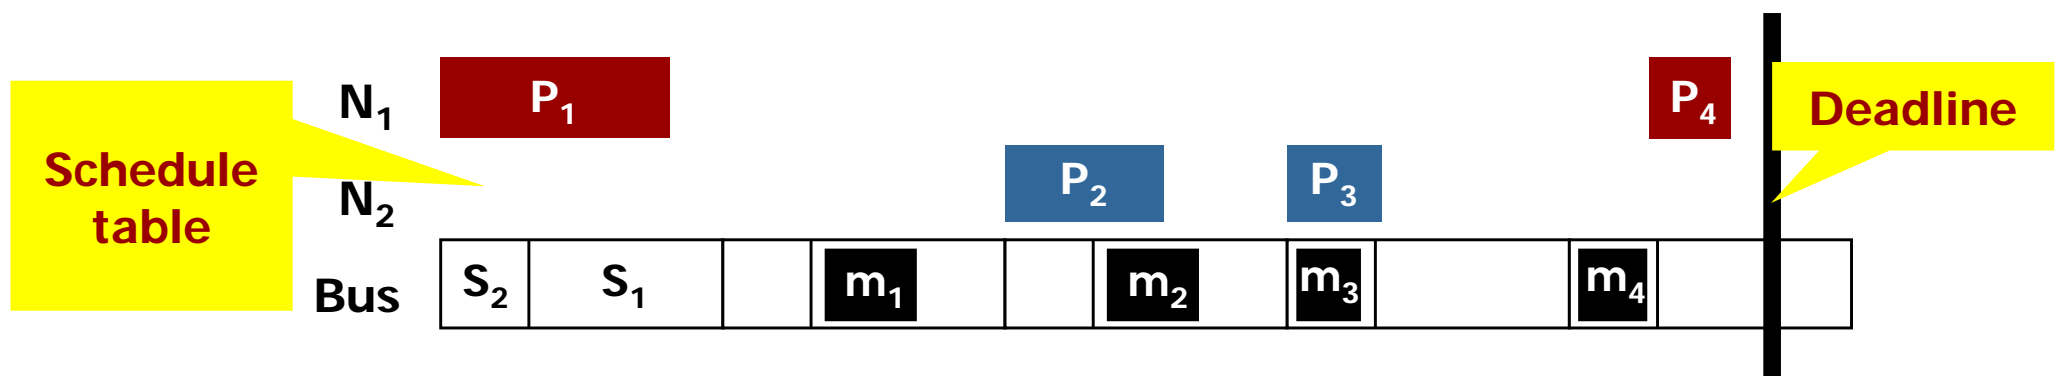 Schedule
table
N₁
P₁
P₄
Deadline
N₂
P₂
P₃
Bus
S₂
S₁
m₁
m₂
m₃
m₄